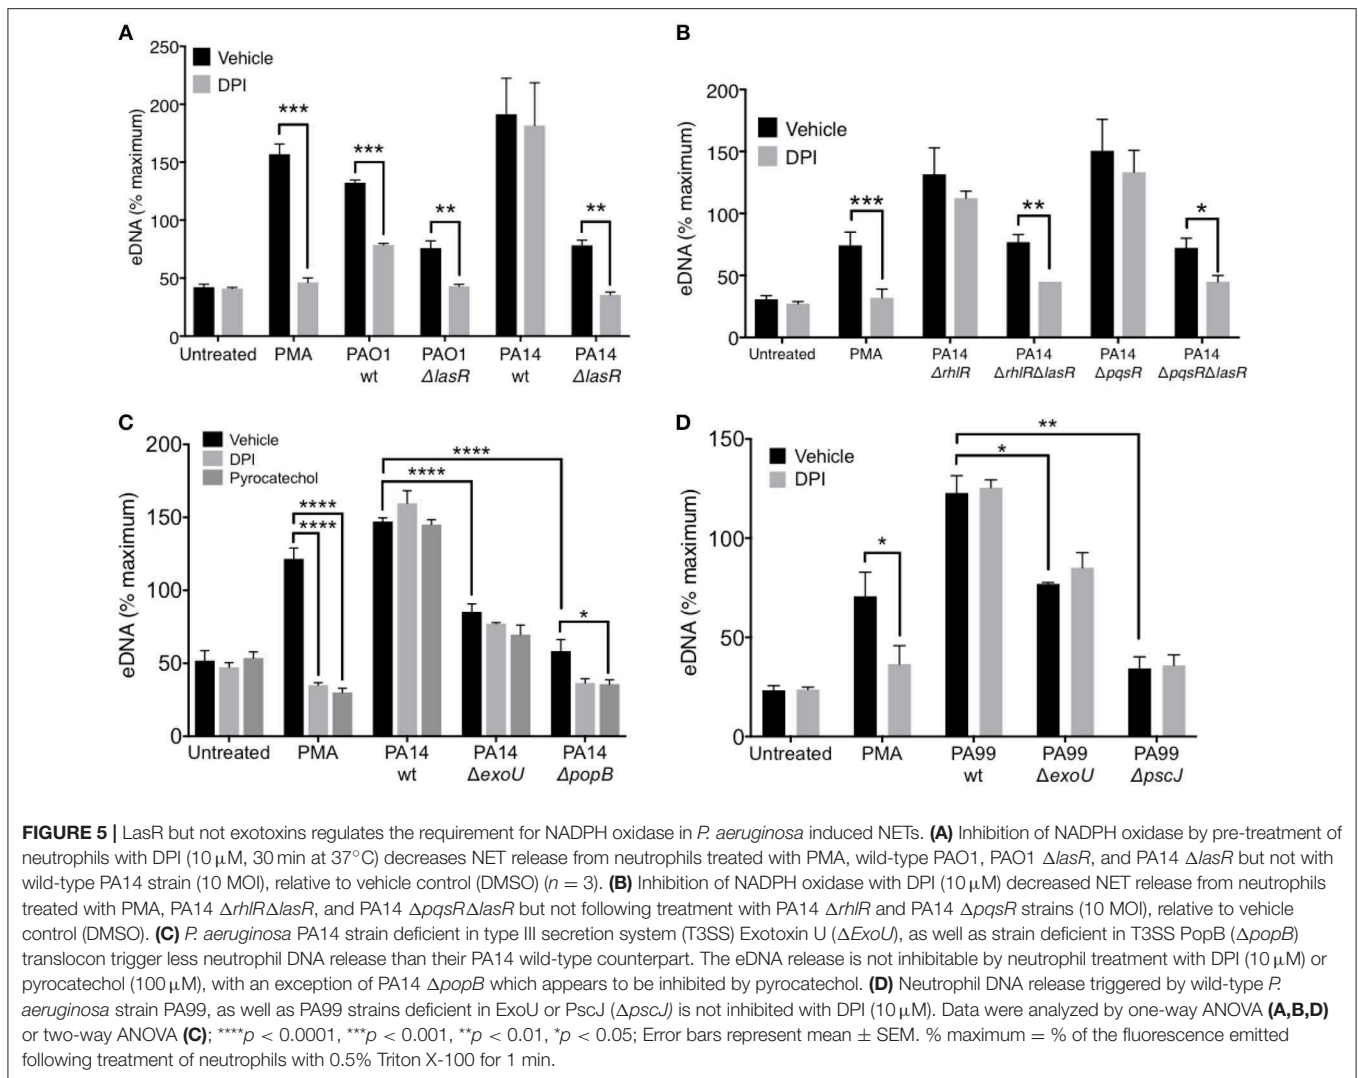 A
250
200
150
100
50
0
eDNA (% maximum)
Vehicle
DPI
***
***
**
**
Untreated
PMA
PAO1
wt
PAO1
ΔlasR
PA14
wt
PA14
ΔlasR
B
200
150
100
50
0
eDNA (% maximum)
Vehicle
DPI
***
**
*
Untreated
PMA
PA14
ΔrhlR
PA14
ΔrhlRΔlasR
PA14
ΔpqsR
PA14
ΔpqsRΔlasR
C
200
150
100
50
0
eDNA (% maximum)
Vehicle
DPI
Pyrocatechol
****
****
****
****
*
Untreated
PMA
PA14
wt
PA14
ΔexoU
PA14
ΔpopB
D
150
100
50
0
eDNA (% maximum)
Vehicle
DPI
*
*
**
Untreated
PMA
PA99
wt
PA99
ΔexoU
PA99
ΔpscJ
FIGURE 5 | LasR but not exotoxins regulates the requirement for NADPH oxidase in P. aeruginosa induced NETs. (A) Inhibition of NADPH oxidase by pre-treatment of
neutrophils with DPI (10 μM, 30 min at 37°C) decreases NET release from neutrophils treated with PMA, wild-type PAO1, PAO1 ΔlasR, and PA14 ΔlasR but not with
wild-type PA14 strain (10 MOI), relative to vehicle control (DMSO) (n = 3). (B) Inhibition of NADPH oxidase with DPI (10 μM) decreased NET release from neutrophils
treated with PMA, PA14 ΔrhlRΔlasR, and PA14 ΔpqsRΔlasR but not following treatment with PA14 ΔrhlR and PA14 ΔpqsR strains (10 MOI), relative to vehicle
control (DMSO). (C) P. aeruginosa PA14 strain deficient in type III secretion system (T3SS) Exotoxin U (ΔExoU), as well as strain deficient in T3SS PopB (ΔpopB)
translocon trigger less neutrophil DNA release than their PA14 wild-type counterpart. The eDNA release is not inhibitable by neutrophil treatment with DPI (10 μM) or
pyrocatechol (100 μM), with an exception of PA14 ΔpopB which appears to be inhibited by pyrocatechol. (D) Neutrophil DNA release triggered by wild-type P.
aeruginosa strain PA99, as well as PA99 strains deficient in ExoU or PscJ (ΔpscJ) is not inhibited with DPI (10 μM). Data were analyzed by one-way ANOVA (A,B,D)
or two-way ANOVA (C); ****p < 0.0001, ***p < 0.001, **p < 0.01, *p < 0.05; Error bars represent mean ± SEM. % maximum = % of the fluorescence emitted
following treatment of neutrophils with 0.5% Triton X-100 for 1 min.